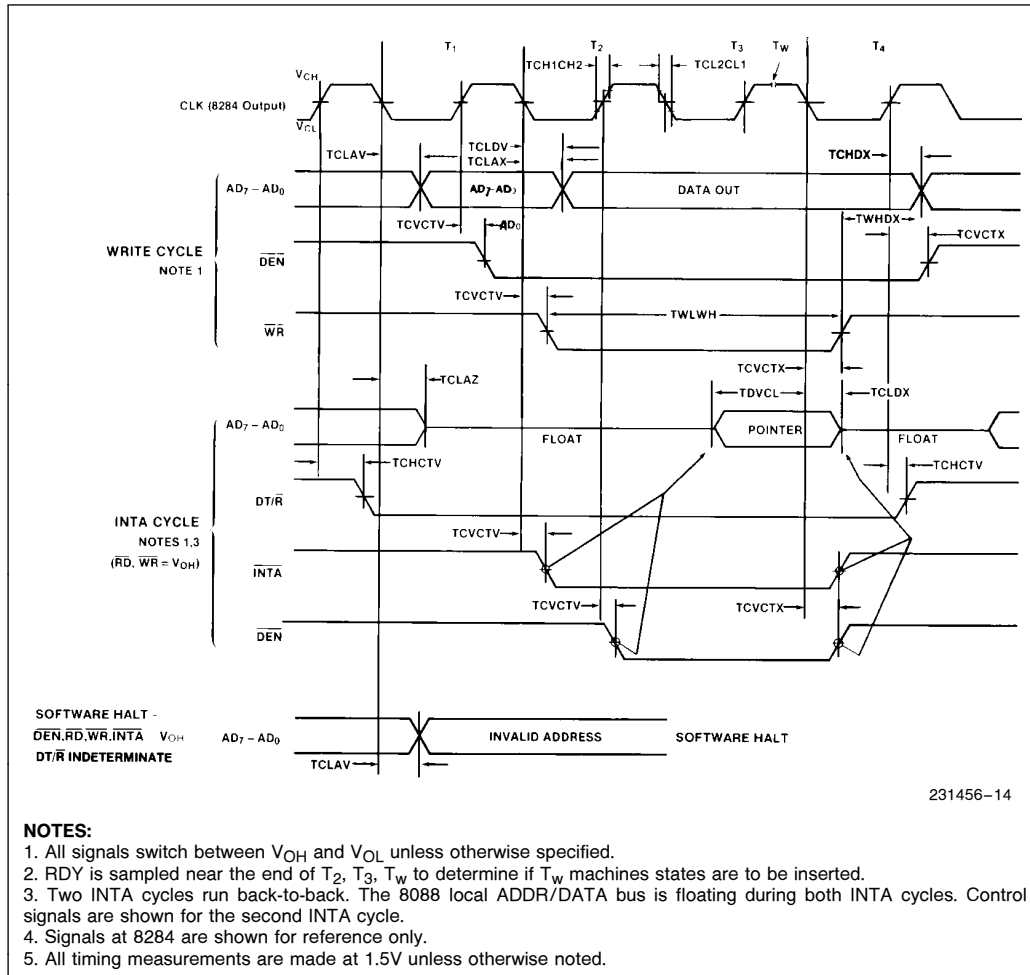 T1 T2 T3 TW T4
TCH1CH2 TCL2CL1
VCH
CLK (8284 Output)
VCL
TCLAV TCLDV TCHDX
TCLAX
AD7–AD0 AD7-AD0 DATA OUT
TCVCTV AD0 TWHDX TCVCTX
WRITE CYCLE
NOTE 1
DEN
TCVCTV TWLWH
WR
TCVCTX
TCLAZ TDVCL TCLDX
AD7–AD0 FLOAT POINTER FLOAT
TCHCTV TCHCTV
DT/R
INTA CYCLE
NOTES 1,3
(RD, WR = VOH)
TCVCTV
INTA
TCVCTV TCVCTX
DEN
SOFTWARE HALT -
DEN,RD,WR,INTA VOH
DT/R INDETERMINATE
AD7–AD0 INVALID ADDRESS SOFTWARE HALT
TCLAV
231456–14
NOTES:
1. All signals switch between VOH and VOL unless otherwise specified.
2. RDY is sampled near the end of T2, T3, Tw to determine if Tw machines states are to be inserted.
3. Two INTA cycles run back-to-back. The 8088 local ADDR/DATA bus is floating during both INTA cycles. Control
signals are shown for the second INTA cycle.
4. Signals at 8284 are shown for reference only.
5. All timing measurements are made at 1.5V unless otherwise noted.